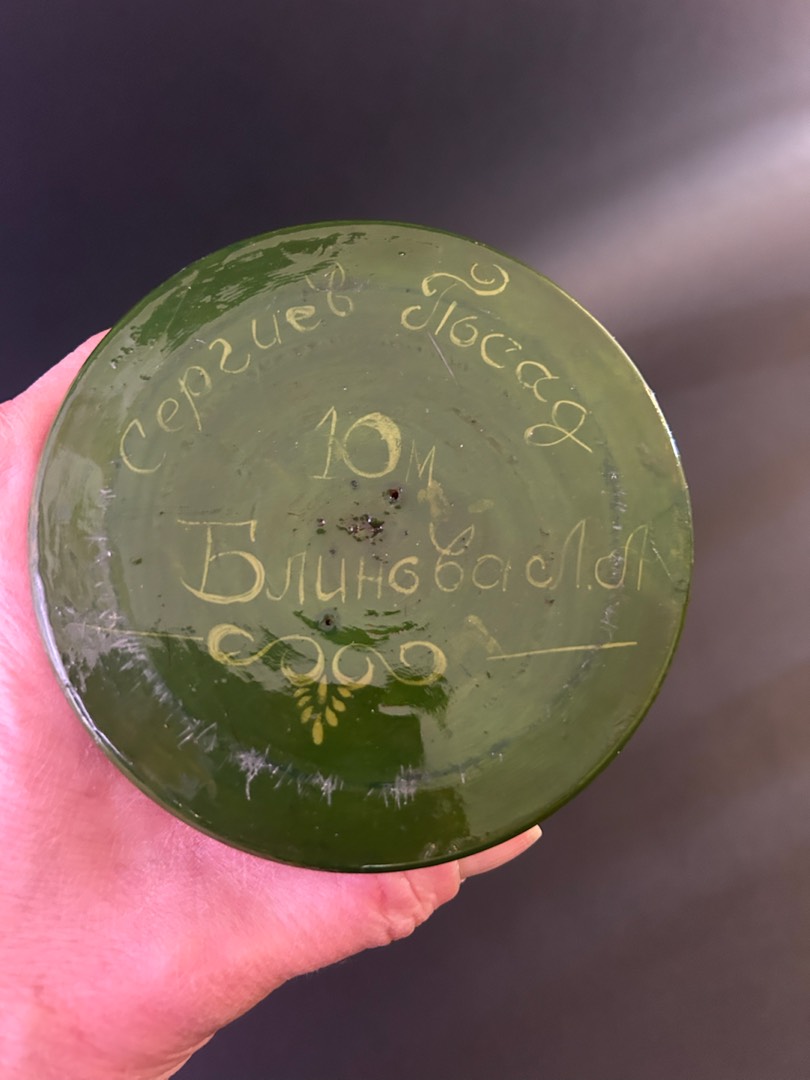 Сергиев Посад
10м
Блинова Л.А